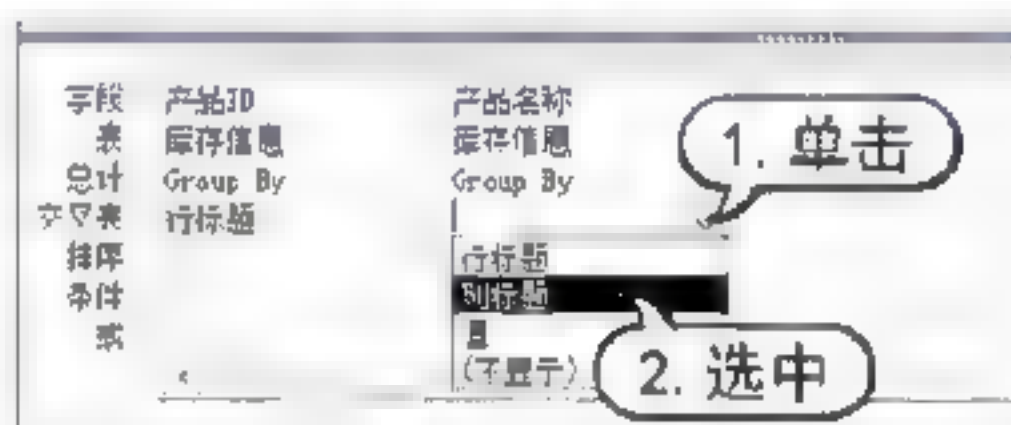 字段 产品ID 产品名称
表 库存信息 库存信息
1. 单击
总计 Group By Group By
交叉表 行标题
排序 行标题
条件 列标题
或 值
(不显示)
2. 选中